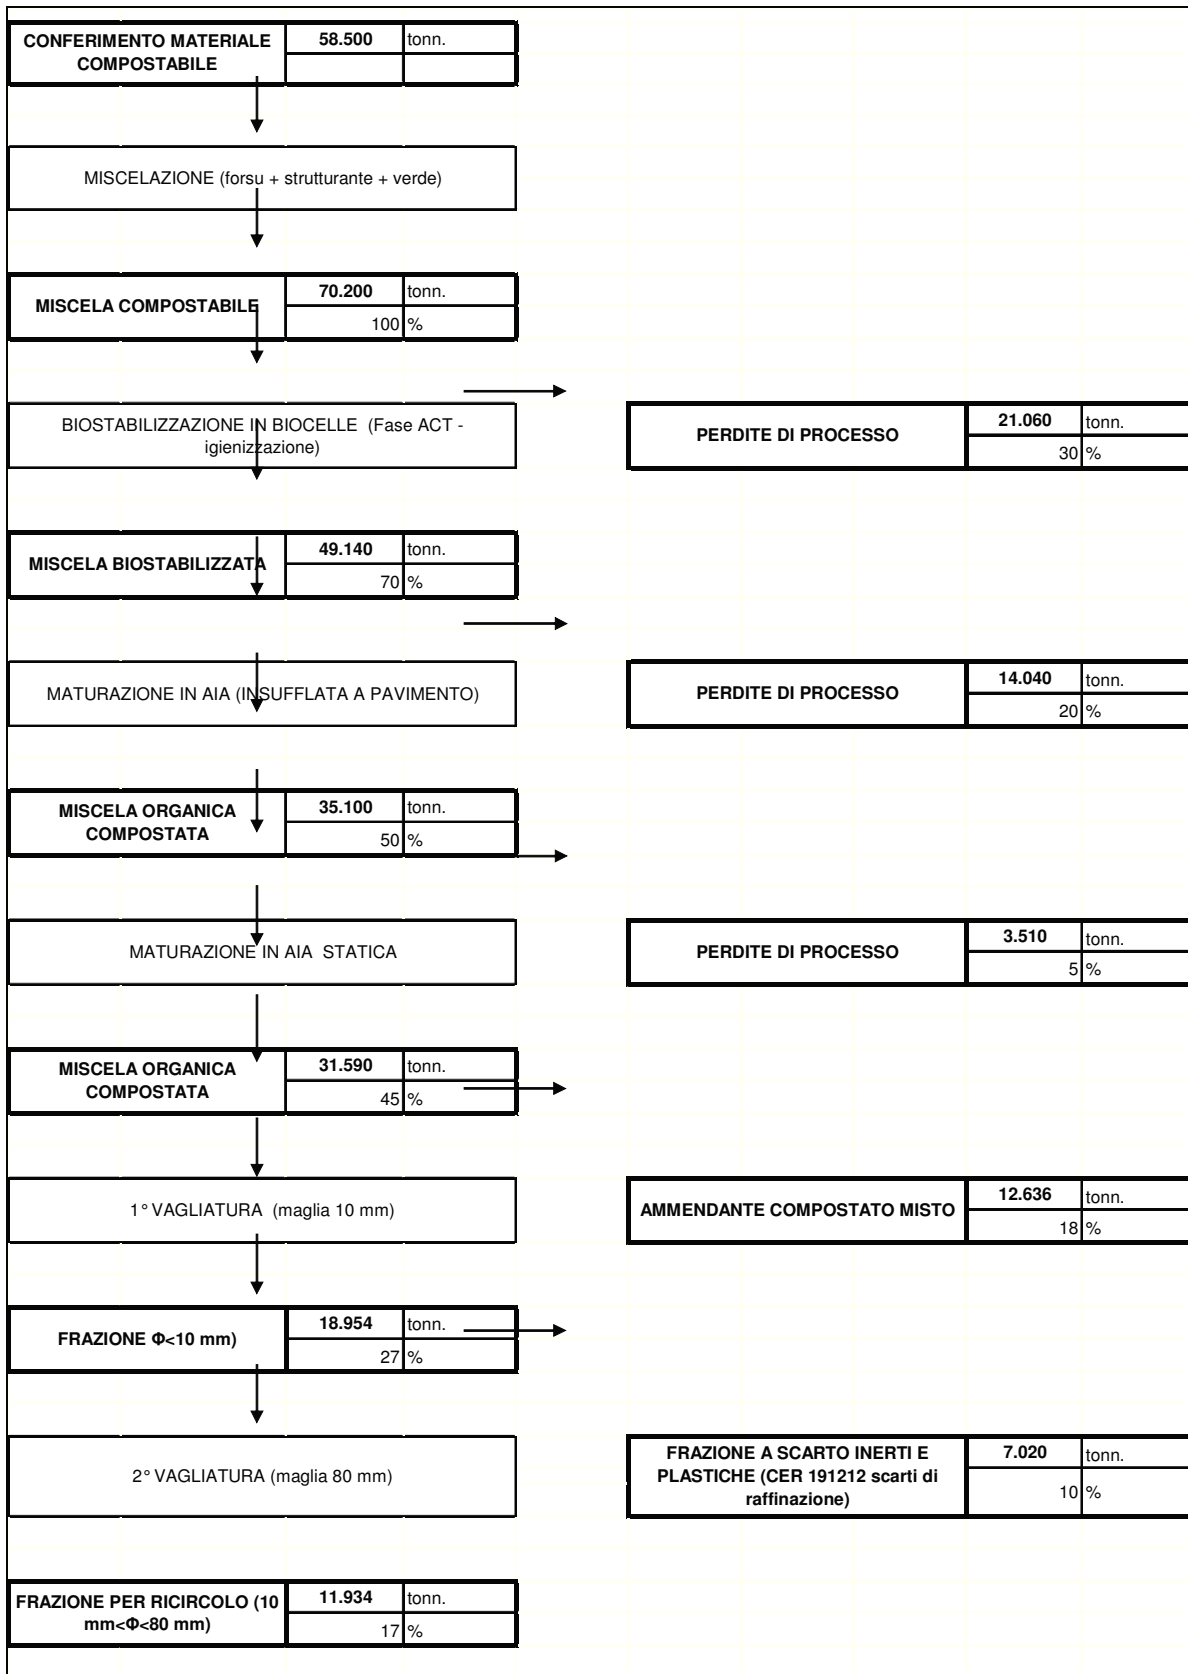 CONFERIMENTO MATERIALE
COMPOSTABILE
58.500 tonn.
MISCELAZIONE (forsu + strutturante + verde)
MISCELA COMPOSTABILE
70.200 tonn.
100 %
BIOSTABILIZZAZIONE IN BIOCELLE (Fase ACT -
igienizzazione)
PERDITE DI PROCESSO
21.060 tonn.
30 %
MISCELA BIOSTABILIZZATA
49.140 tonn.
70 %
MATURAZIONE IN AIA (INSUFFLATA A PAVIMENTO)
PERDITE DI PROCESSO
14.040 tonn.
20 %
MISCELA ORGANICA
COMPOSTATA
35.100 tonn.
50 %
MATURAZIONE IN AIA STATICA
PERDITE DI PROCESSO
3.510 tonn.
5 %
MISCELA ORGANICA
COMPOSTATA
31.590 tonn.
45 %
1° VAGLIATURA (maglia 10 mm)
AMMENDANTE COMPOSTATO MISTO
12.636 tonn.
18 %
FRAZIONE Φ<10 mm)
18.954 tonn.
27 %
2° VAGLIATURA (maglia 80 mm)
FRAZIONE A SCARTO INERTI E
PLASTICHE (CER 191212 scarti di
raffinazione)
7.020 tonn.
10 %
FRAZIONE PER RICIRCOLO (10
mm<Φ<80 mm)
11.934 tonn.
17 %